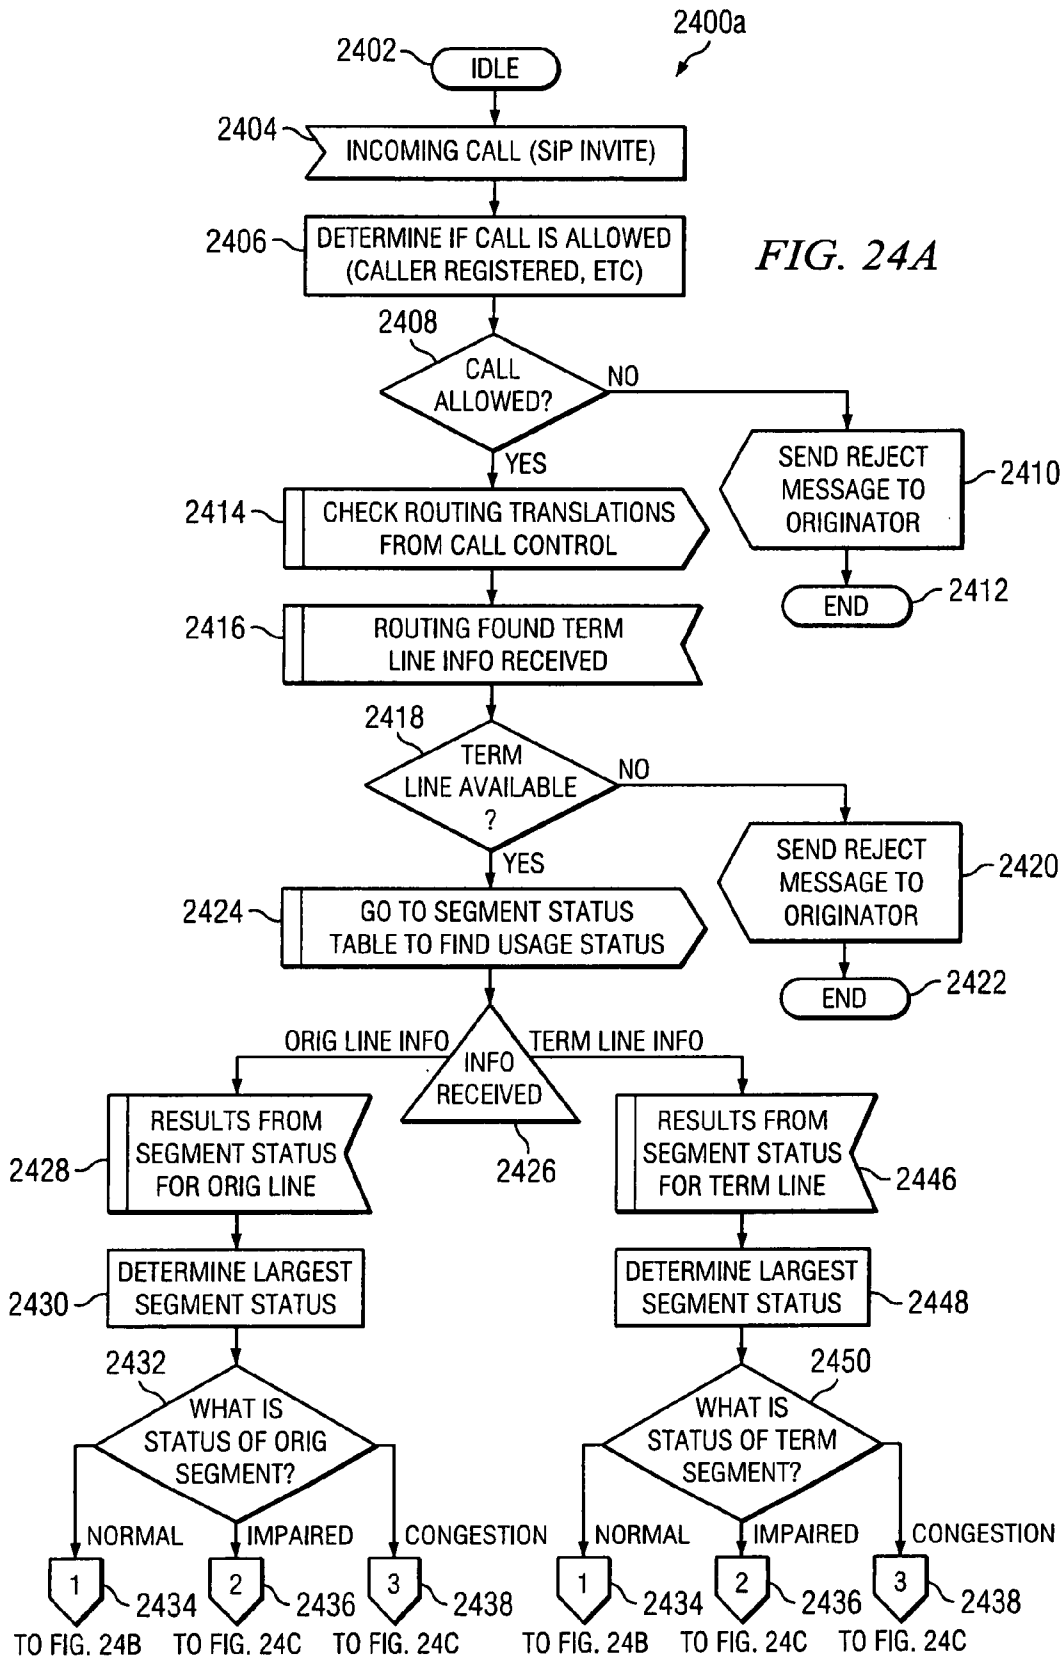 2400a
2402
IDLE
2404
INCOMING CALL (SIP INVITE)
2406
DETERMINE IF CALL IS ALLOWED
(CALLER REGISTERED, ETC)
FIG. 24A
2408
CALL
ALLOWED?
NO
YES
SEND REJECT
MESSAGE TO
ORIGINATOR
2410
2414
CHECK ROUTING TRANSLATIONS
FROM CALL CONTROL
END
2412
2416
ROUTING FOUND TERM
LINE INFO RECEIVED
2418
TERM
LINE AVAILABLE
?
NO
YES
SEND REJECT
MESSAGE TO
ORIGINATOR
2420
2424
GO TO SEGMENT STATUS
TABLE TO FIND USAGE STATUS
END
2422
ORIG LINE INFO
TERM LINE INFO
INFO
RECEIVED
2426
2428
RESULTS FROM
SEGMENT STATUS
FOR ORIG LINE
RESULTS FROM
SEGMENT STATUS
FOR TERM LINE
2446
2430
DETERMINE LARGEST
SEGMENT STATUS
DETERMINE LARGEST
SEGMENT STATUS
2448
2432
WHAT IS
STATUS OF ORIG
SEGMENT?
2450
WHAT IS
STATUS OF TERM
SEGMENT?
NORMAL
IMPAIRED
CONGESTION
NORMAL
IMPAIRED
CONGESTION
1
2434
2
2436
3
2438
1
2434
2
2436
3
2438
TO FIG. 24B
TO FIG. 24C
TO FIG. 24C
TO FIG. 24B
TO FIG. 24C
TO FIG. 24C